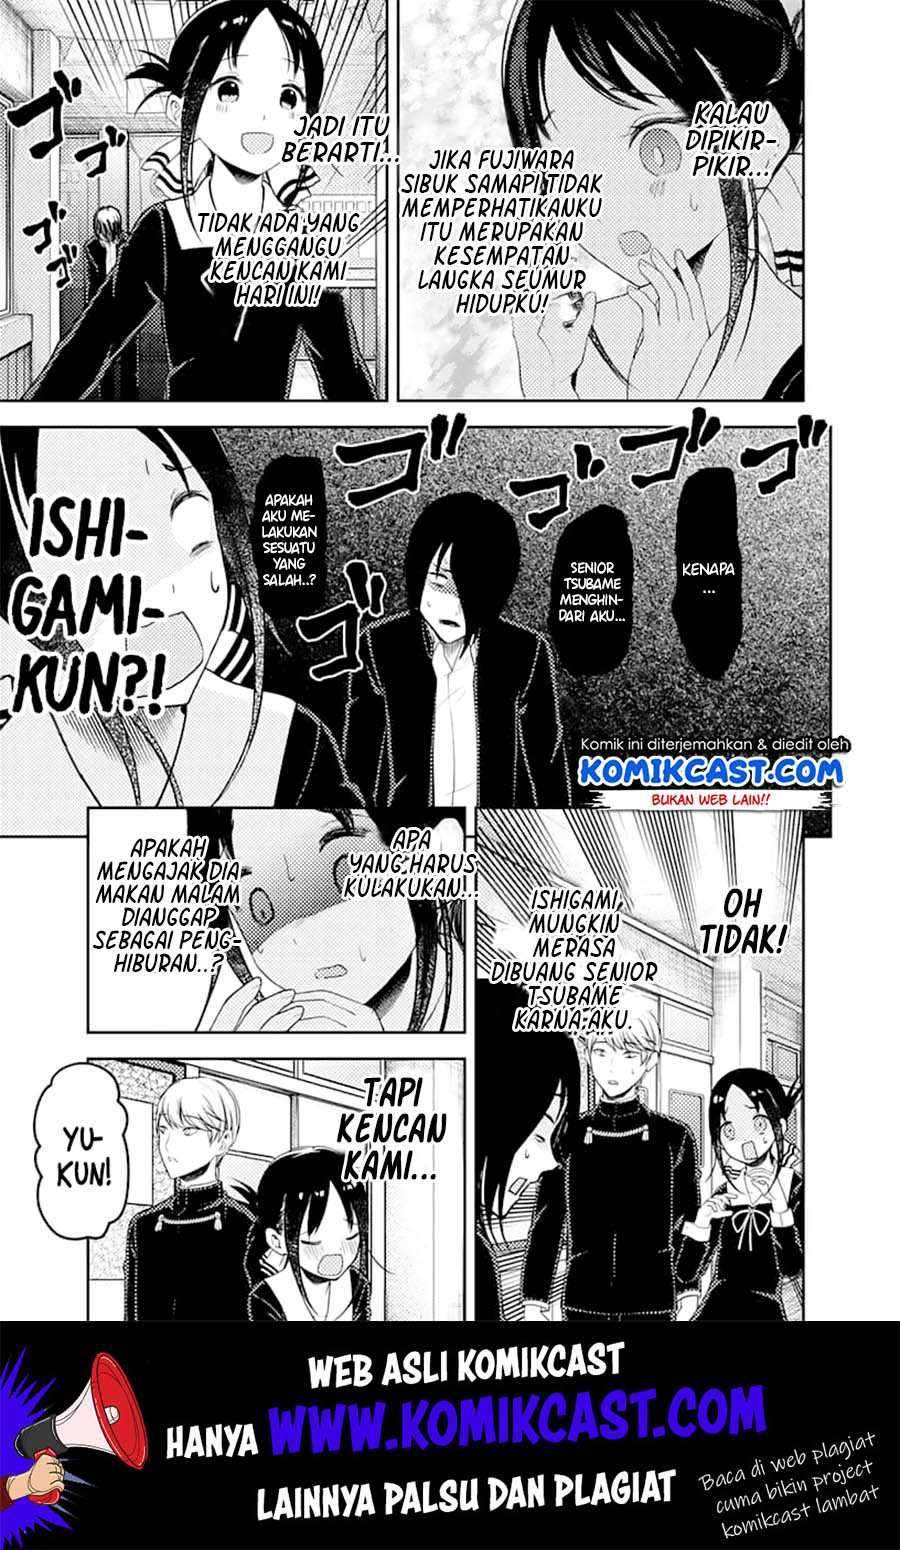 KALAU
DIPIKIR-
PIKIR...
JIKA FUJIWARA
SIBUK SAMAPI TIDAK
MEMPERHATIKANKU
ITU MERUPAKAN
KESEMPATAN
LANGKA SEUMUR
HIDUPKU!
JADI ITU
BERARTI...
TIDAK ADA YANG
MENGGANGU
KENCAN KAMI
HARI INI!
ゴ
ゴ
ゴ
KENAPA
...
SENIOR
TSUBAME
MENGHIN-
DARI AKU...
APAKAH
AKU ME-
LAKUKAN
SESUATU
YANG
SALAH..?
ゴ
ゴ
ゴ
ゴ
ゴ
ISHI-
GAMI-
KUN?!
Komik ini diterjemahkan & diedit oleh
KOMIKCAST.COM
BUKAN WEB LAIN!!
OH
TIDAK!
ISHIGAMI,
MUNGKIN
MERASA
DIBUANG SENIOR
TSUBAME
KARNA AKU.
APA
YANG HARUS
KULAKUKAN...
APAKAH
MENGAJAK DIA
MAKAN MALAM
DIANGGAP
SEBAGAI PENG-
HIBURAN..?
TAPI
KENCAN
KAMI...
YU-
KUN!
WEB ASLI KOMIKCAST
HANYA WWW.KOMIKCAST.COM
LAINNYA PALSU DAN PLAGIAT
Baca di web plagiat
cuma bikin project
komikcast lambat